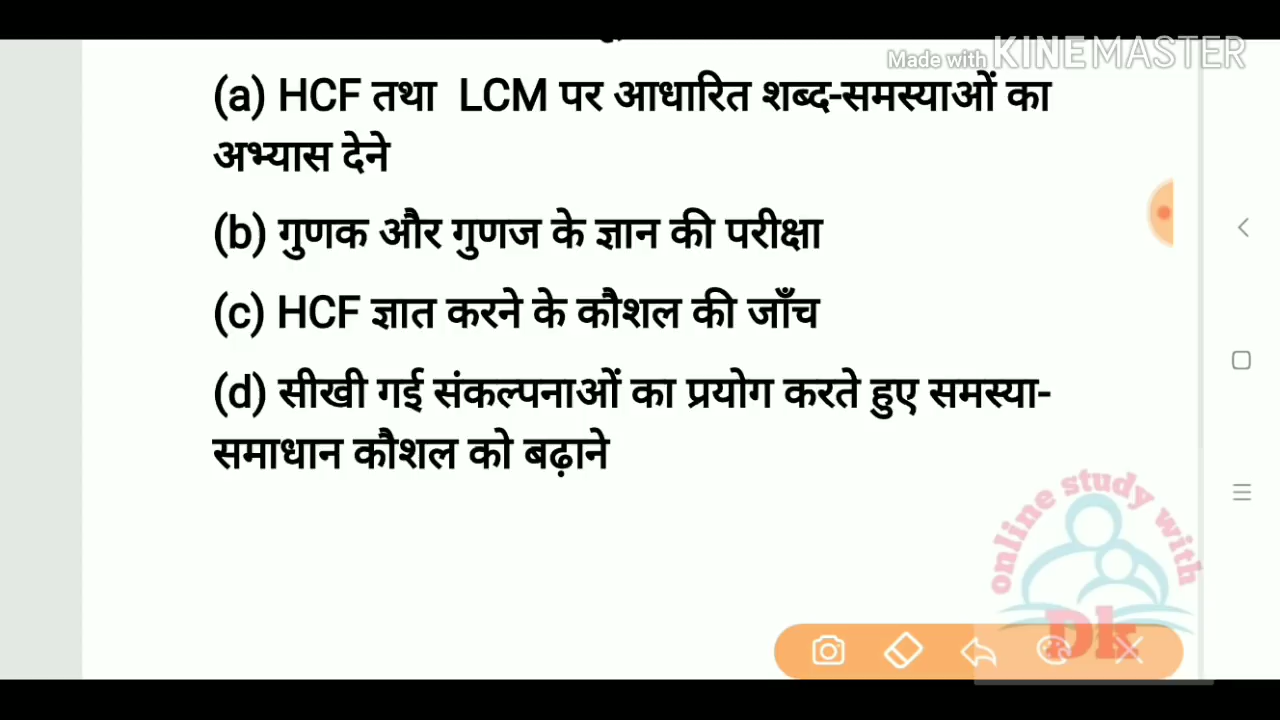 Made with KINEMASTER
(a) HCF तथा LCM पर आधारित शब्द-समस्याओं का
अभ्यास देने
(b) गुणक और गुणज के ज्ञान की परीक्षा
(c) HCF ज्ञात करने के कौशल की जाँच
(d) सीखी गई संकल्पनाओं का प्रयोग करते हुए समस्या-
समाधान कौशल को बढ़ाने
online study with
Dk